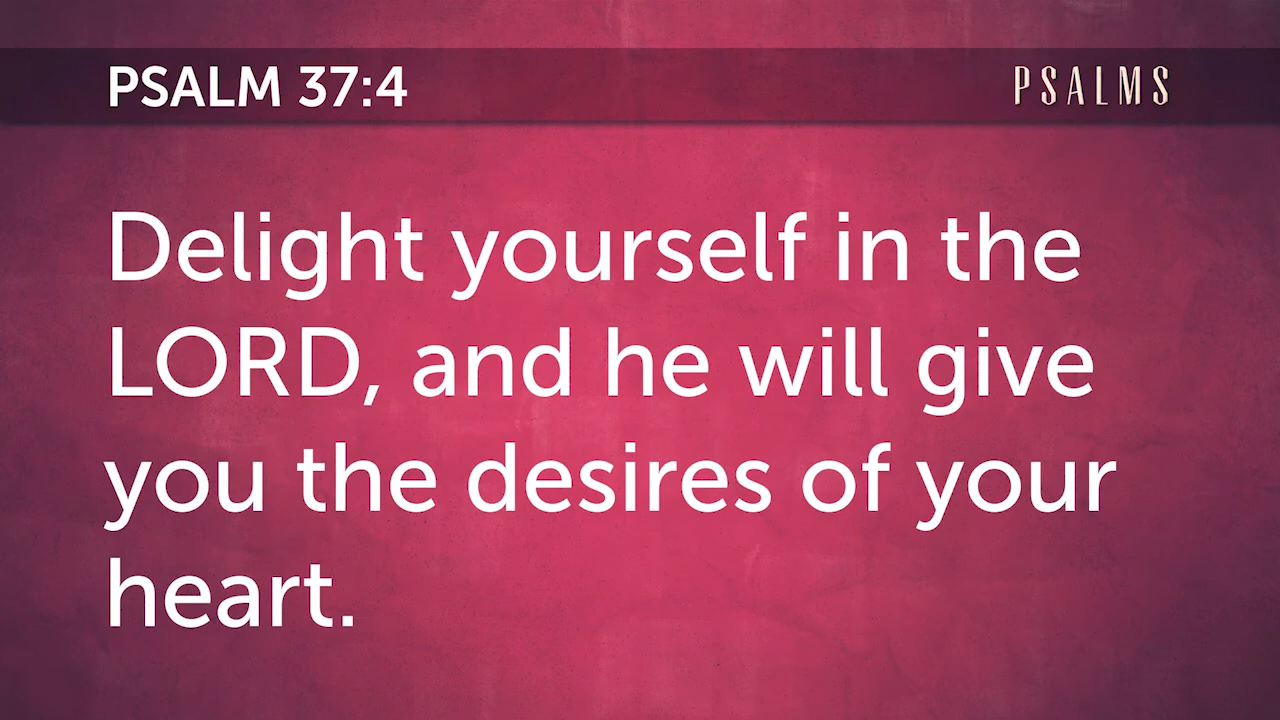 PSALM 37:4
PSALMS
Delight yourself in the
LORD, and he will give
you the desires of your
heart.